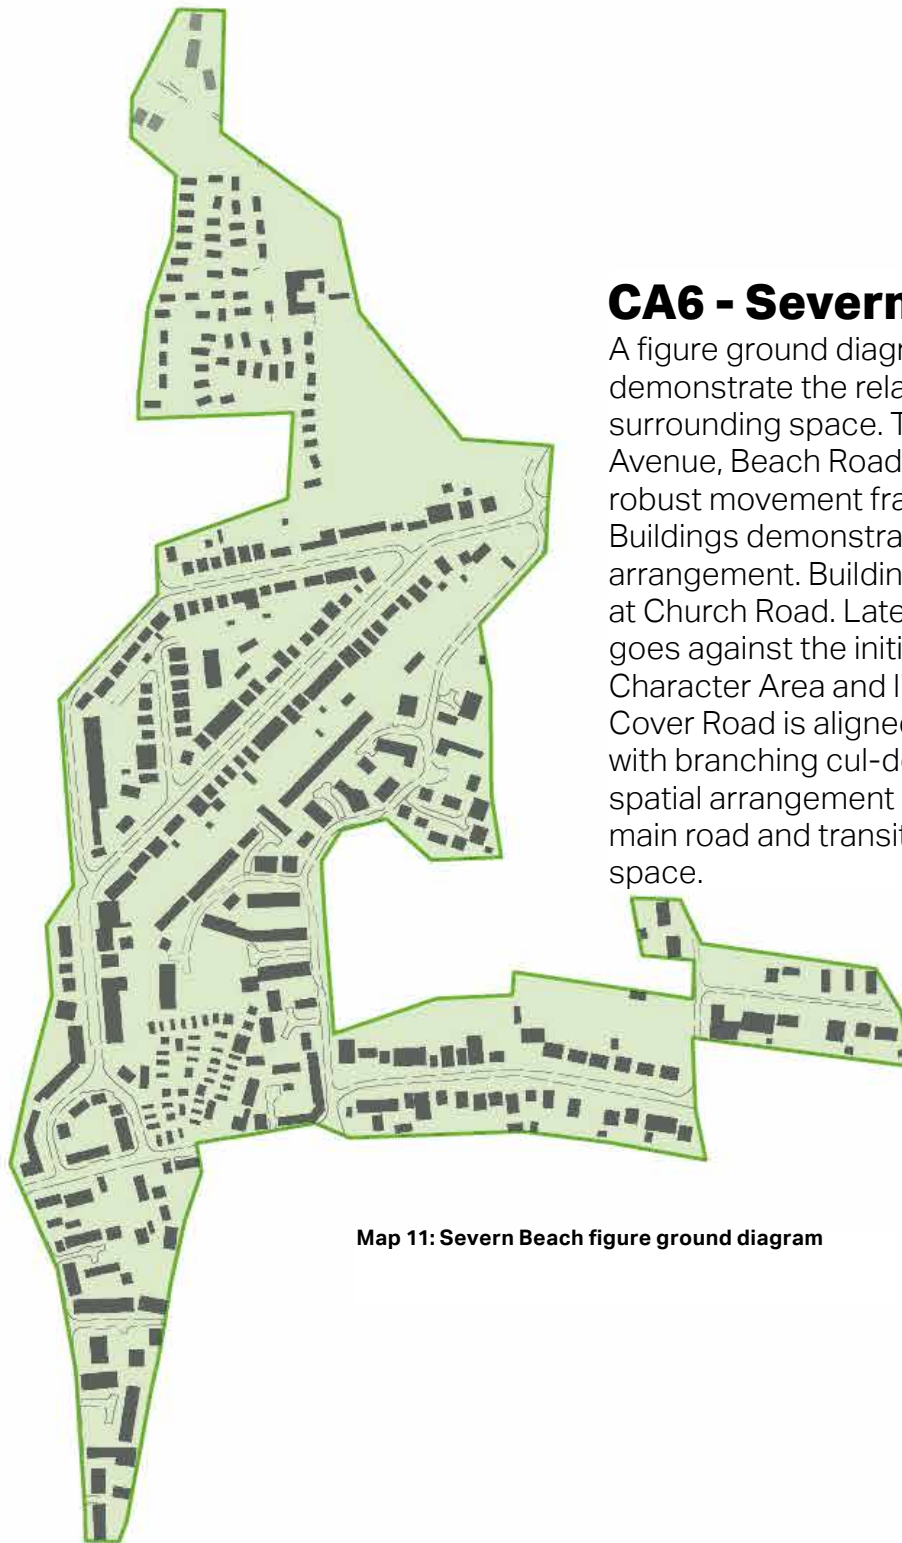 CA6 - Severn
A figure ground diagr
demonstrate the rela
surrounding space. T
Avenue, Beach Road
robust movement fra
Buildings demonstra
arrangement. Buildin
at Church Road. Late
goes against the initi
Character Area and l
Cover Road is aligned
with branching cul-d
spatial arrangement
main road and transit
space.
Map 11: Severn Beach figure ground diagram